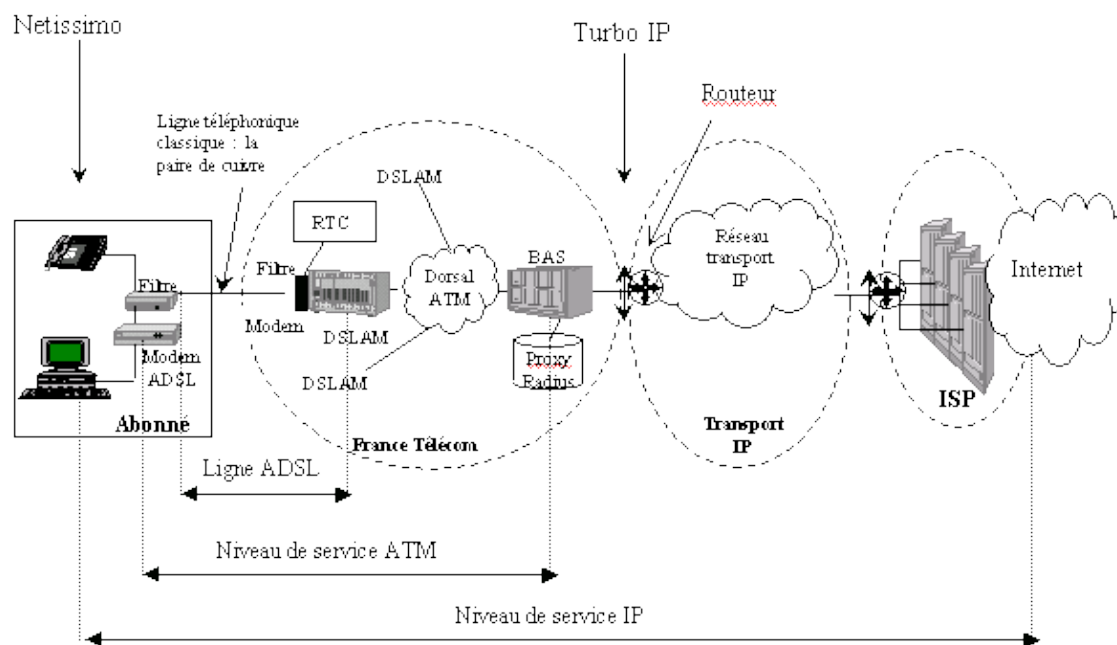 Netissimo
Turbo IP
Routeur
Ligne téléphonique
classique : la
paire de cuivre
DSLAM
RTC
Filtre
Dorsal
ATM
BAS
Réseau
transport
IP
Internet
Filtre
Modem
DSLAM
Modem
ADSL
DSLAM
Proxy
Radius
ISP
Abonné
France Télécom
Transport
IP
Ligne ADSL
Niveau de service ATM
Niveau de service IP